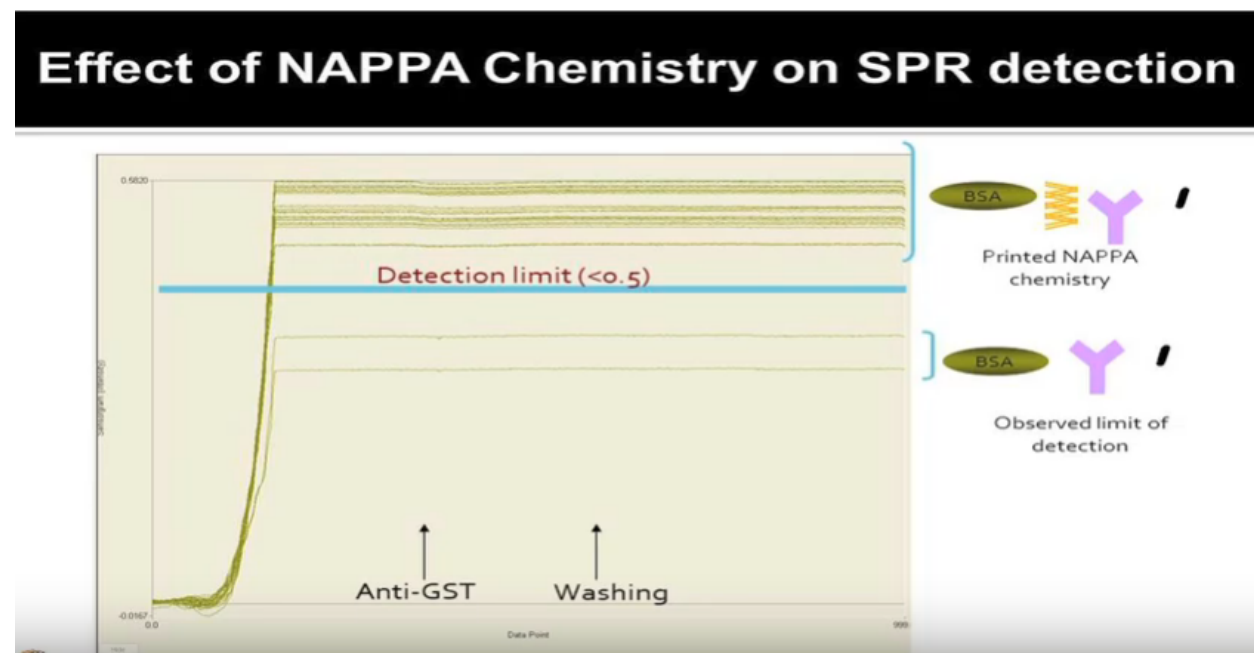 Effect of NAPPA Chemistry on SPR detection
0.5820
Detection limit (<0.5)
BSA
Printed NAPPA
chemistry
BSA
Observed limit of
detection
Anti-GST
Washing
-0.0167
0.0
999
Data Point